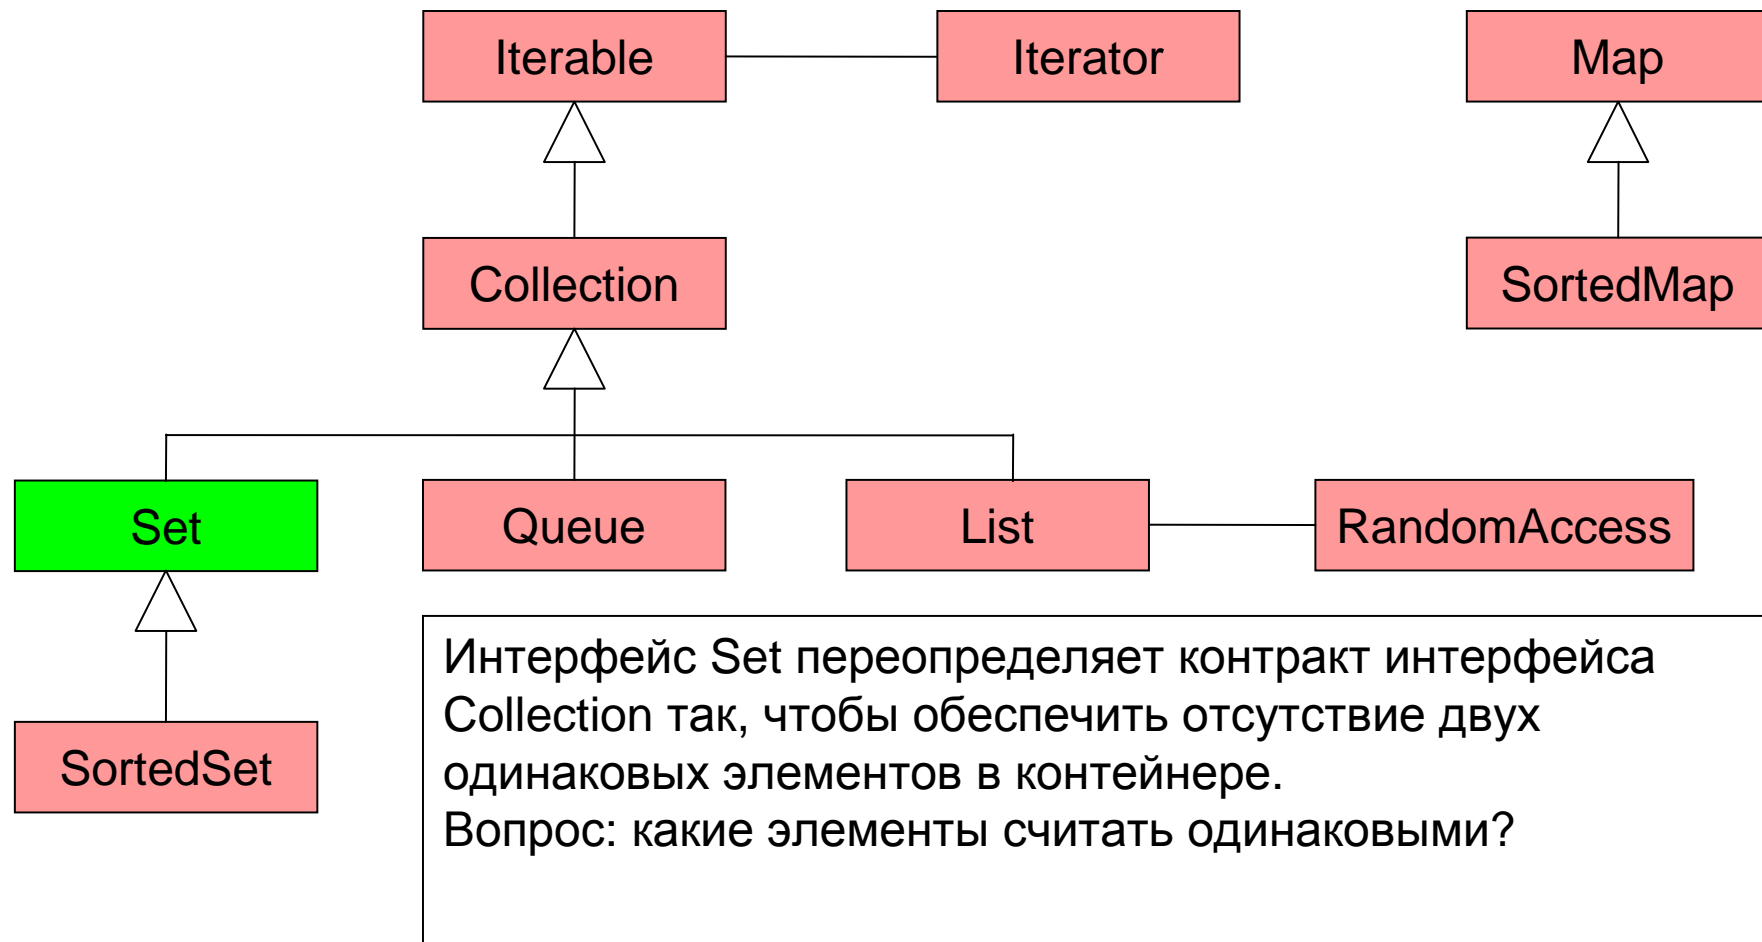 Iterable
Iterator
Map
Collection
SortedMap
Set
Queue
List
RandomAccess
SortedSet
Интерфейс Set переопределяет контракт интерфейса
Collection так, чтобы обеспечить отсутствие двух
одинаковых элементов в контейнере.
Вопрос: какие элементы считать одинаковыми?